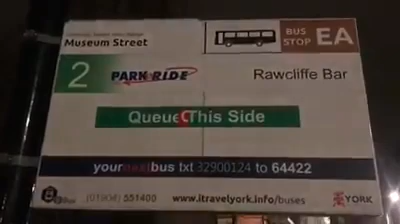 Museum Street
BUS STOP EA
2 PARK & RIDE Rawcliffe Bar
Queue This Side
yournextbus txt 32900124 to 64422
(01904) 551400 www.itravelyork.info/buses YORK